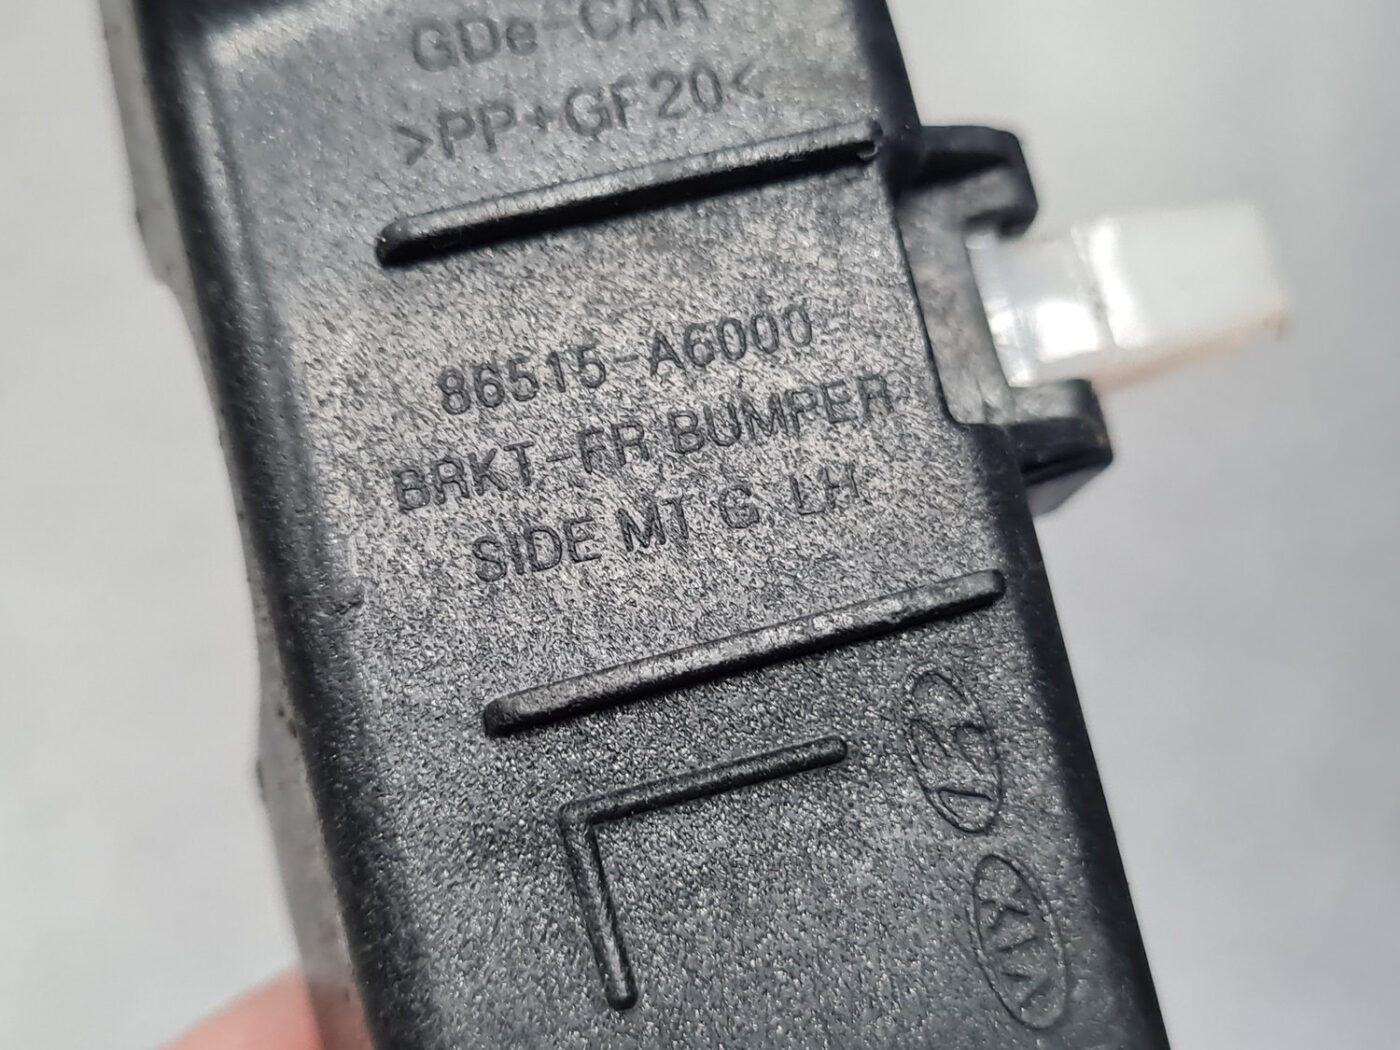 GDe-CAR
>PP+GF20<
86515-A6000
BRKT-FR BUMPER
SIDE MT'G LH
KIA